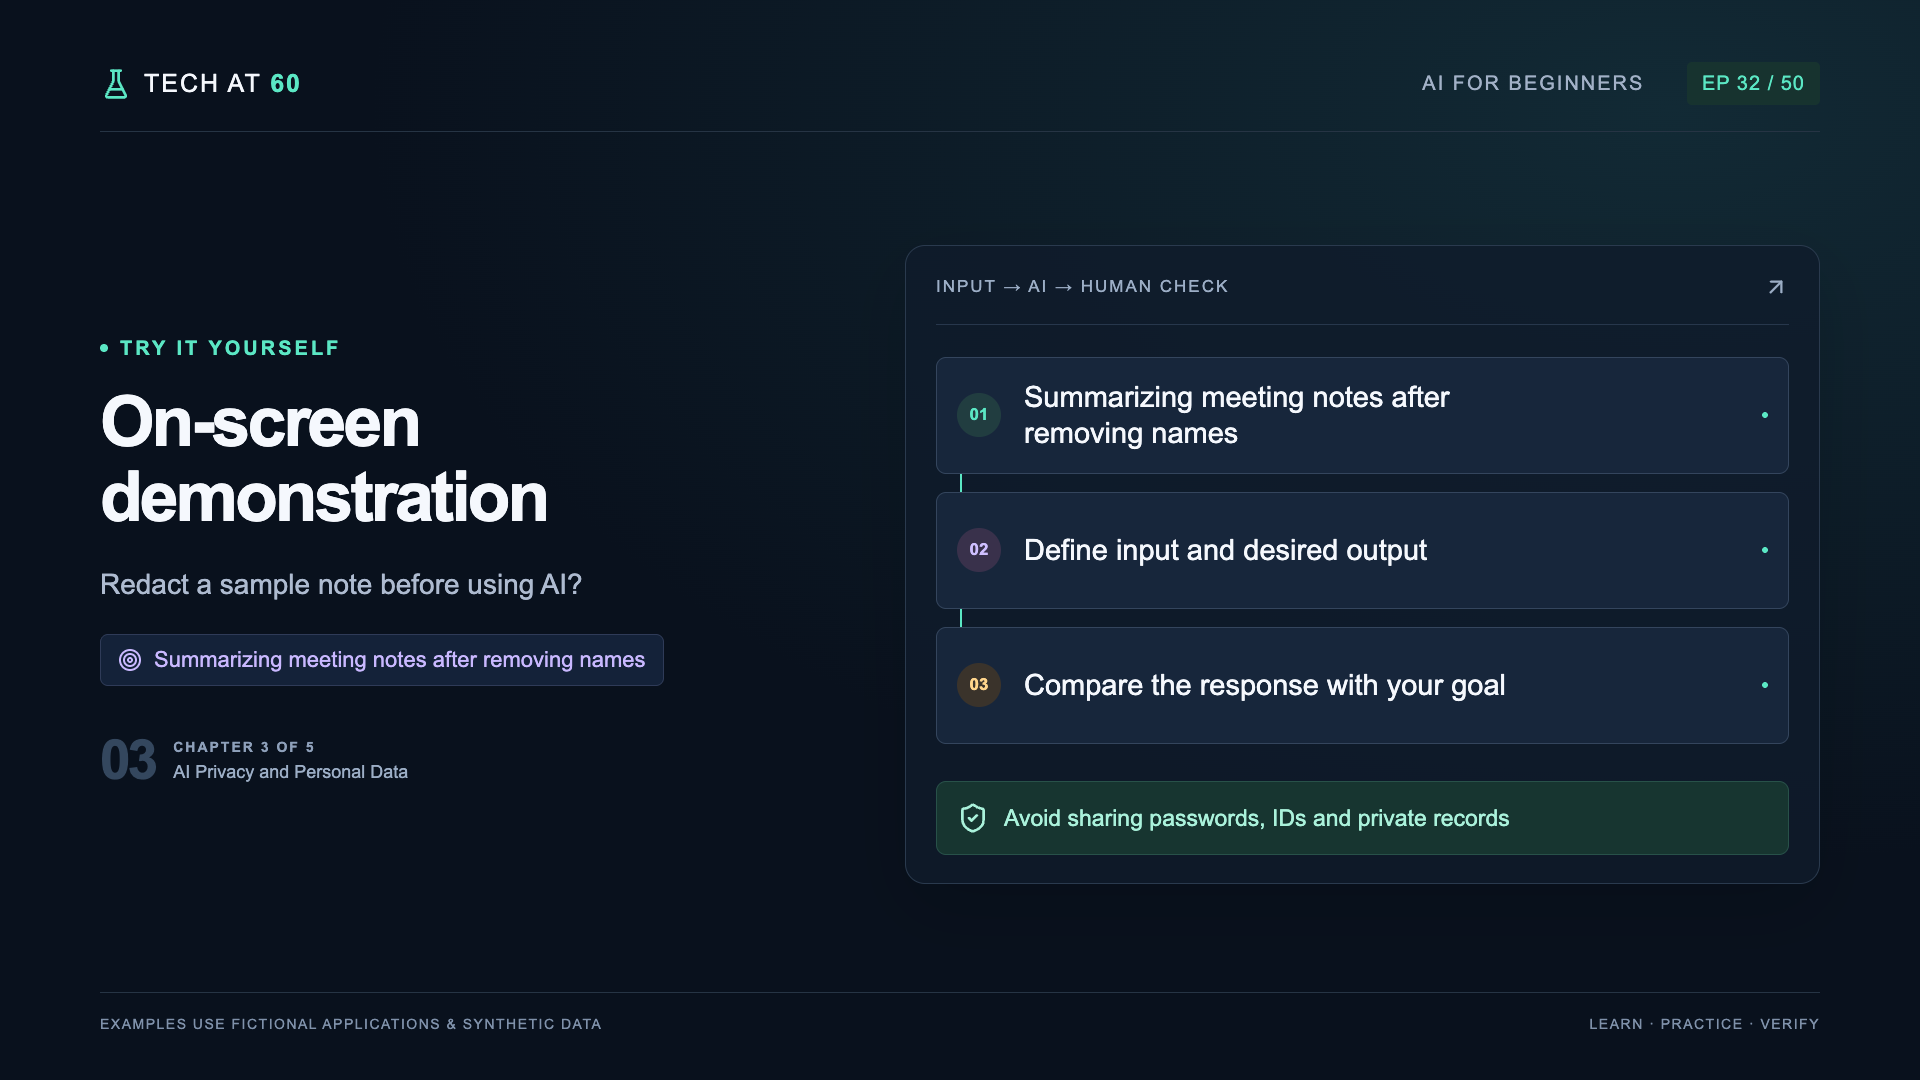 TECH AT 60
AI FOR BEGINNERS
EP 32 / 50
TRY IT YOURSELF
On-screen
demonstration
Redact a sample note before using AI?
Summarizing meeting notes after removing names
03
CHAPTER 3 OF 5
AI Privacy and Personal Data
INPUT → AI → HUMAN CHECK
01
Summarizing meeting notes after
removing names
02
Define input and desired output
03
Compare the response with your goal
Avoid sharing passwords, IDs and private records
EXAMPLES USE FICTIONAL APPLICATIONS & SYNTHETIC DATA
LEARN · PRACTICE · VERIFY